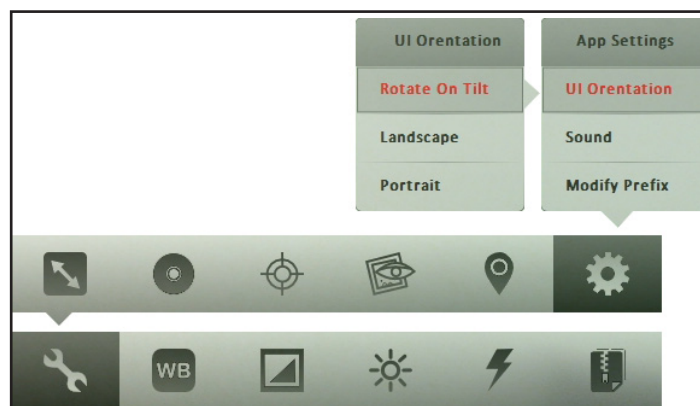 UI Orentation
Rotate On Tilt
Landscape
Portrait
App Settings
UI Orentation
Sound
Modify Prefix
WB